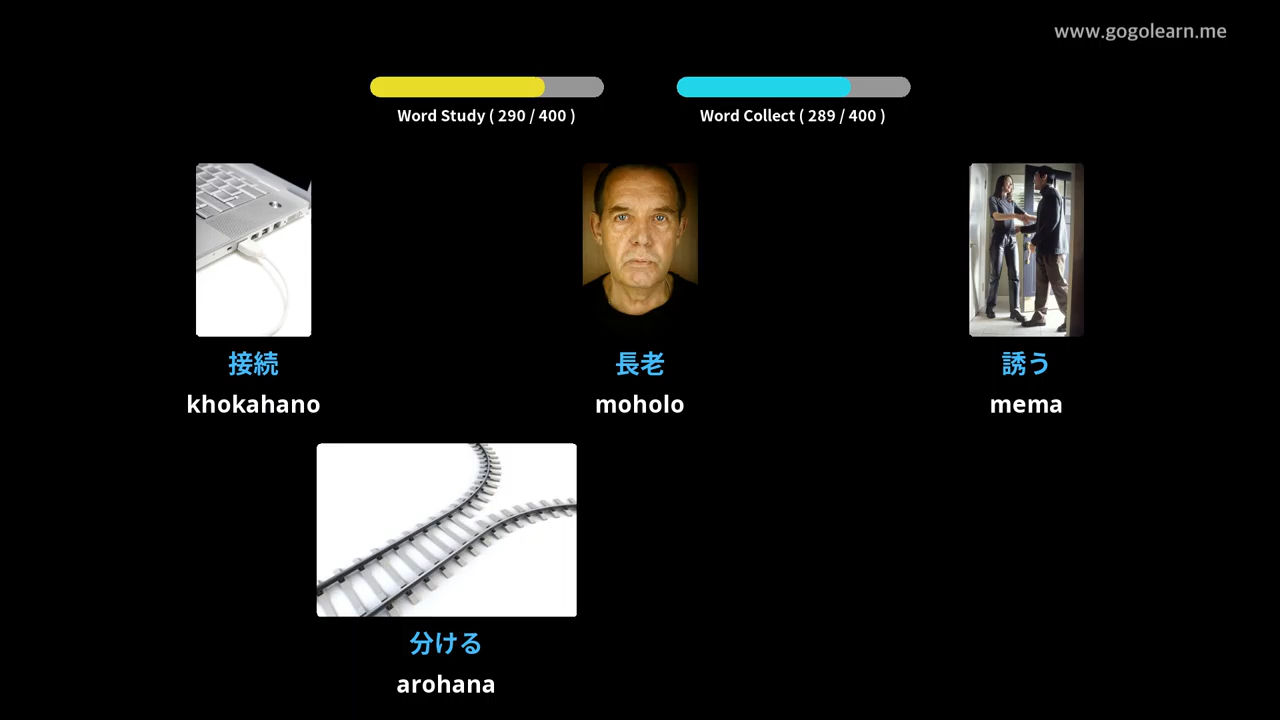 www.gogolearn.me
Word Study ( 290 / 400 )
Word Collect ( 289 / 400 )
接続
khokahano
長老
moholo
誘う
mema
分ける
arohana